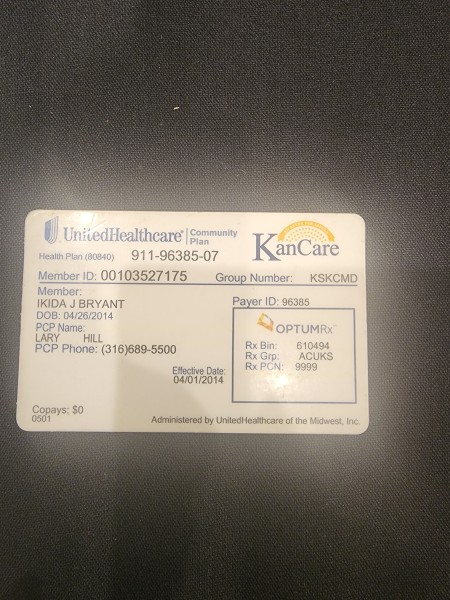 UnitedHealthcare® | Community Plan
KanCare
Health Plan (80840) 911-96385-07
Member ID: 00103527175 Group Number: KSKCMD
Member:
IKIDA J BRYANT
DOB: 04/26/2014
PCP Name:
LARY HILL
PCP Phone: (316)689-5500
Payer ID: 96385
OPTUMRx™
Rx Bin: 610494
Rx Grp: ACUKS
Rx PCN: 9999
Effective Date:
04/01/2014
Copays; $0
0501
Administered by UnitedHealthcare of the Midwest, Inc.